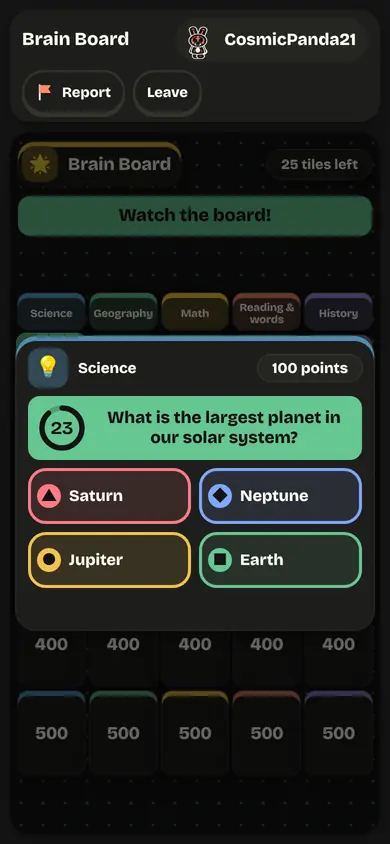 Brain Board
CosmicPanda21
Report
Leave
Brain Board
25 tiles left
Watch the board!
Science
Geography
Math
Reading &
words
History
Science
100 points
23
What is the largest planet in
our solar system?
Saturn
Neptune
Jupiter
Earth
400 400 400 400 400
500 500 500 500 500